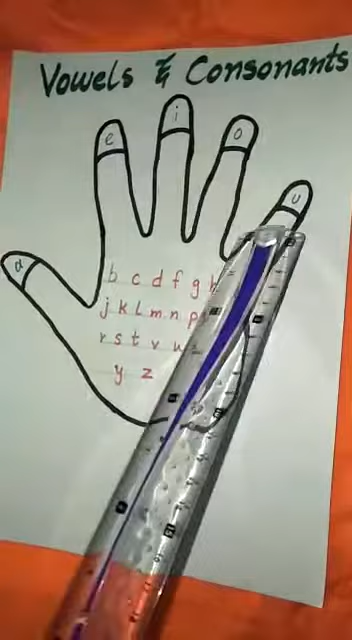 Vowels & Consonants
a e i o u
b c d f g h
j k l m n p
r s t v
y z